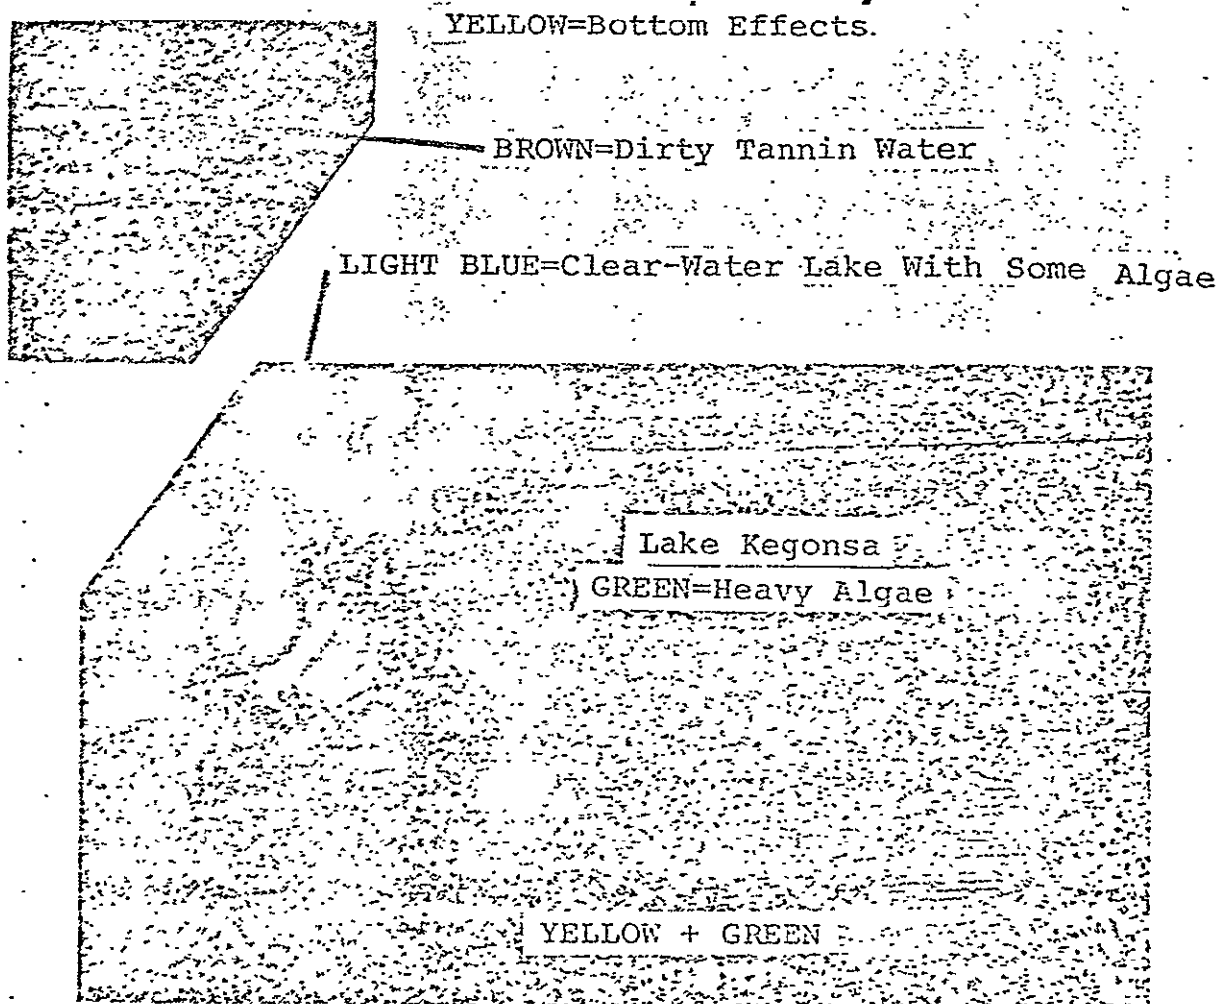 YELLOW=Bottom Effects.
BROWN=Dirty Tannin Water
LIGHT BLUE=Clear-Water Lake With Some Algae
Lake Kegonsa
GREEN=Heavy Algae
YELLOW + GREEN